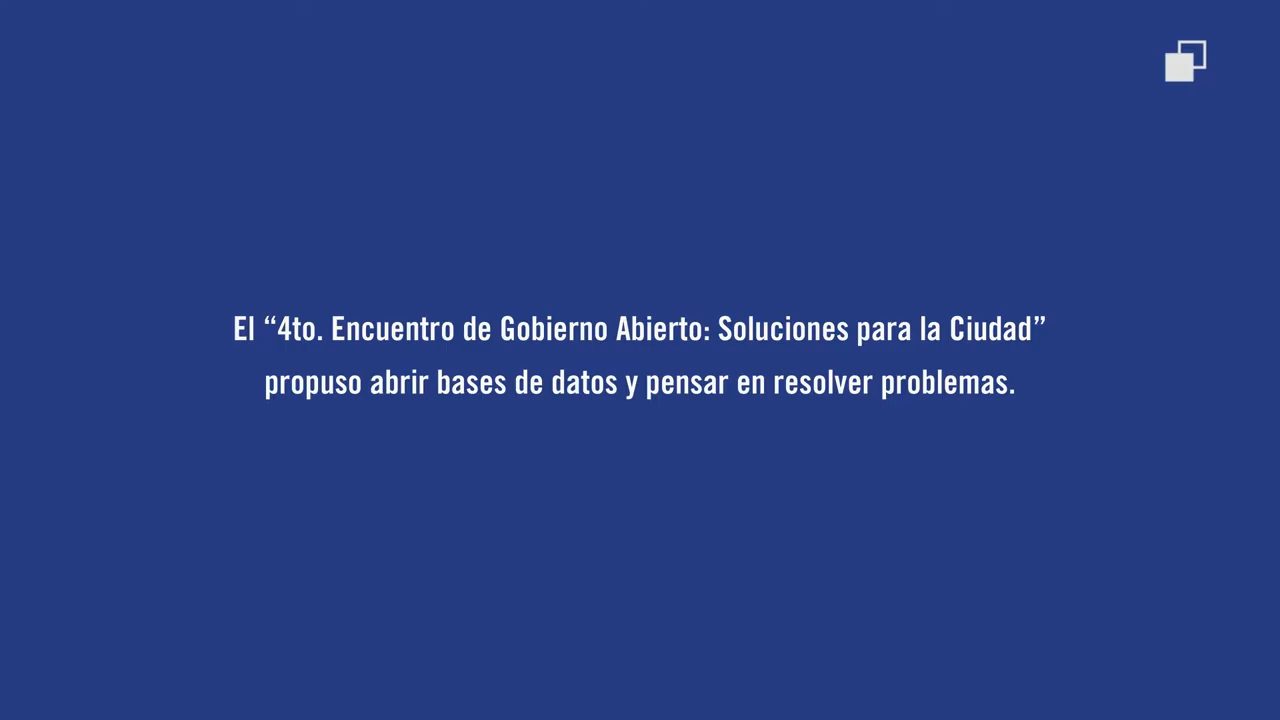 El “4to. Encuentro de Gobierno Abierto: Soluciones para la Ciudad”
propuso abrir bases de datos y pensar en resolver problemas.